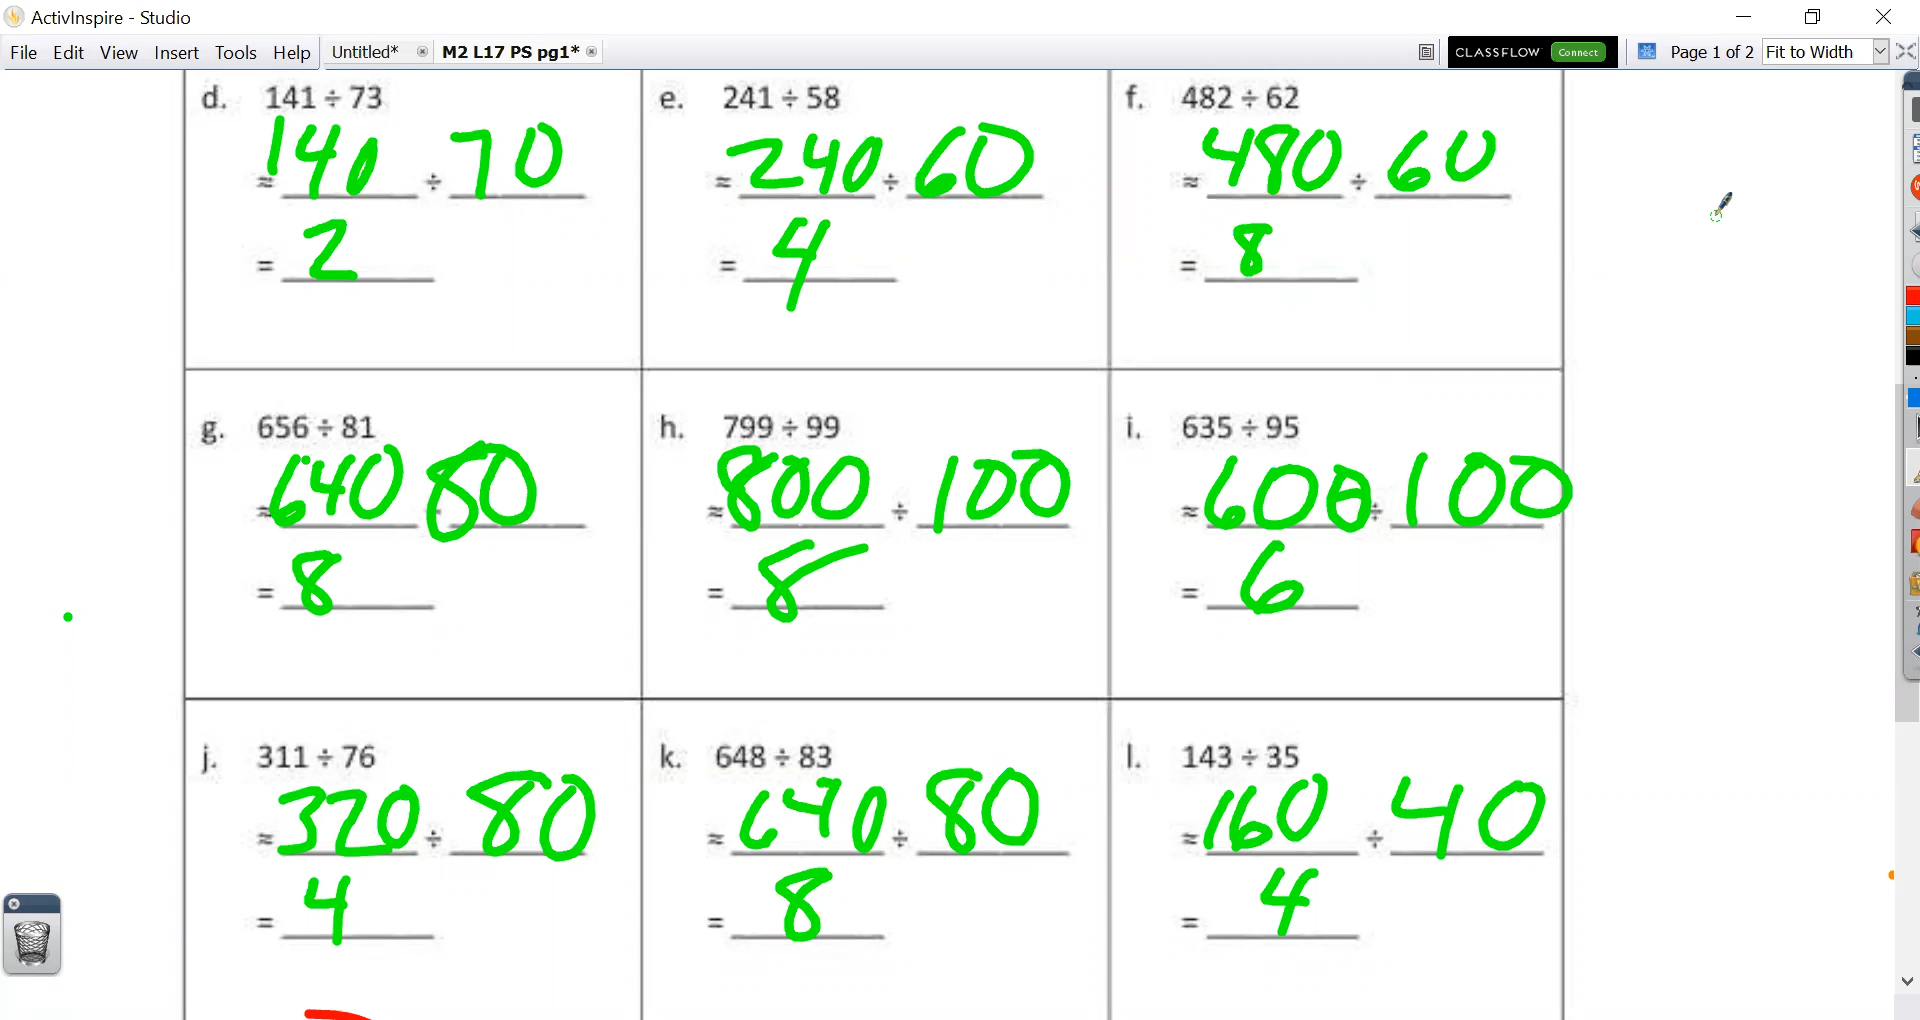 ActivInspire - Studio
File Edit View Insert Tools Help Untitled* M2 L17 PS pg1* CLASSFLOW Connect Page 1 of 2 Fit to Width
d. 141 ÷ 73
≈ 140 ÷ 70
= 2
e. 241 ÷ 58
≈ 240 ÷ 60
= 4
f. 482 ÷ 62
≈ 480 ÷ 60
= 8
g. 656 ÷ 81
≈ 640 80
= 8
h. 799 ÷ 99
≈ 800 ÷ 100
= 8
i. 635 ÷ 95
≈ 600 ÷ 100
= 6
j. 311 ÷ 76
≈ 320 ÷ 80
= 4
k. 648 ÷ 83
≈ 640 ÷ 80
= 8
l. 143 ÷ 35
≈ 160 ÷ 40
= 4